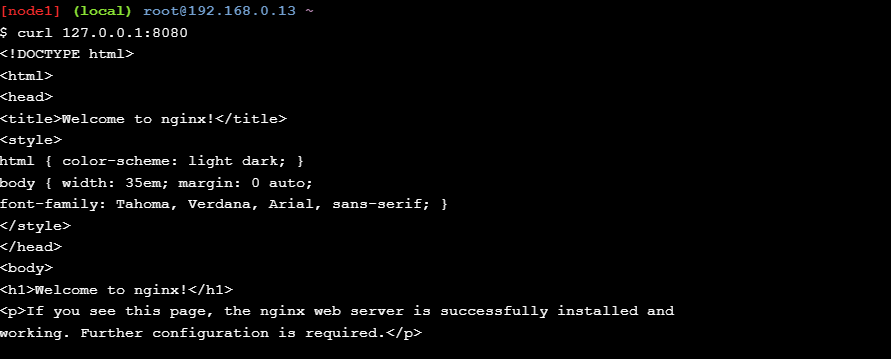 [node1] (local) root@192.168.0.13 ~
$ curl 127.0.0.1:8080
<!DOCTYPE html>
<html>
<head>
<title>Welcome to nginx!</title>
<style>
html { color-scheme: light dark; }
body { width: 35em; margin: 0 auto;
font-family: Tahoma, Verdana, Arial, sans-serif; }
</style>
</head>
<body>
<h1>Welcome to nginx!</h1>
<p>If you see this page, the nginx web server is successfully installed and
working. Further configuration is required.</p>